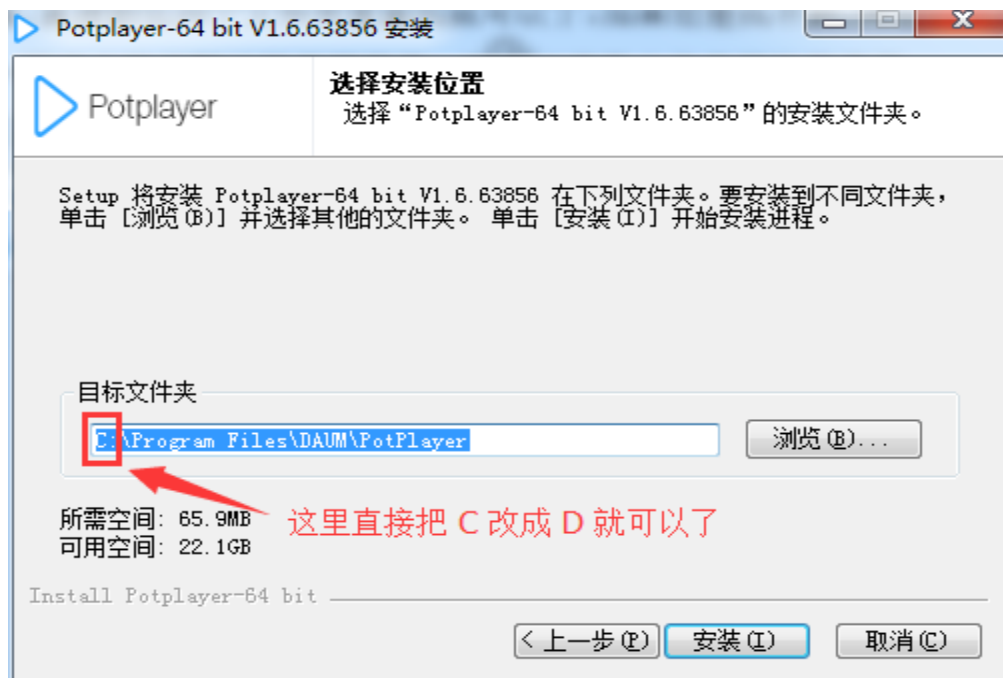 Potplayer-64 bit V1.6.63856 安装
Potplayer
选择安装位置
选择“Potplayer-64 bit V1.6.63856”的安装文件夹。
Setup 将安装 Potplayer-64 bit V1.6.63856 在下列文件夹。要安装到不同文件夹，
单击 [浏览(B)] 并选择其他的文件夹。 单击 [安装(I)] 开始安装进程。
目标文件夹
C:\Program Files\DAUM\PotPlayer
浏览(B)...
所需空间: 65.9MB
可用空间: 22.1GB
这里直接把 C 改成 D 就可以了
Install Potplayer-64 bit
< 上一步(P)
安装(I)
取消(C)